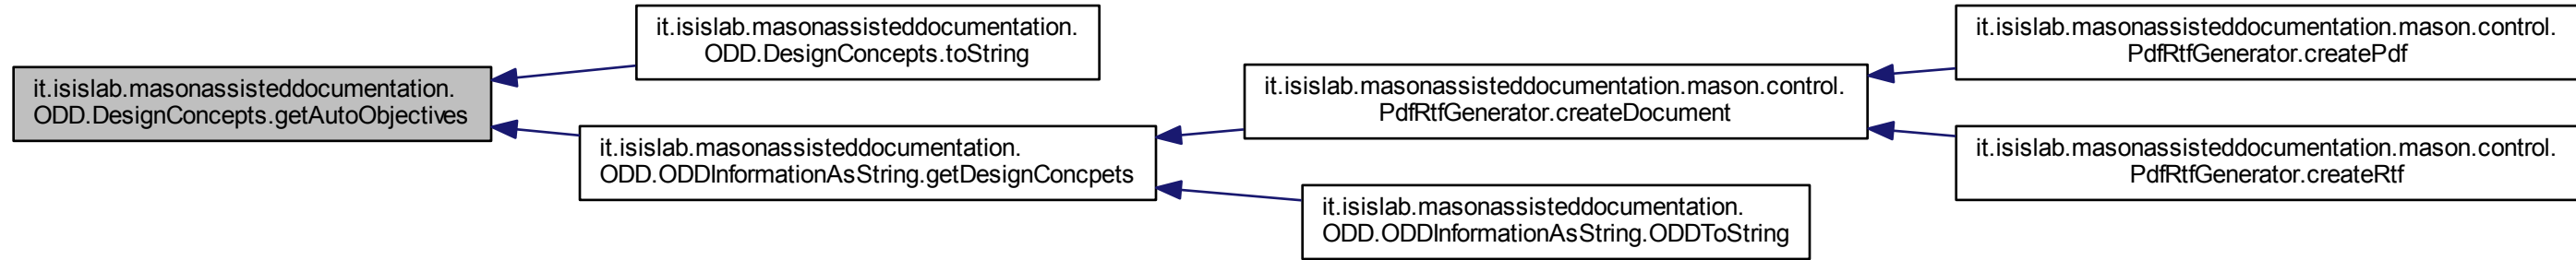 it.isislab.masonassisteddocumentation.
ODD.DesignConcepts.getAutoObjectives
it.isislab.masonassisteddocumentation.
ODD.DesignConcepts.toString
it.isislab.masonassisteddocumentation.
ODD.ODDInformationAsString.getDesignConcpets
it.isislab.masonassisteddocumentation.mason.control.
PdfRtfGenerator.createDocument
it.isislab.masonassisteddocumentation.
ODD.ODDInformationAsString.ODDToString
it.isislab.masonassisteddocumentation.mason.control.
PdfRtfGenerator.createPdf
it.isislab.masonassisteddocumentation.mason.control.
PdfRtfGenerator.createRtf